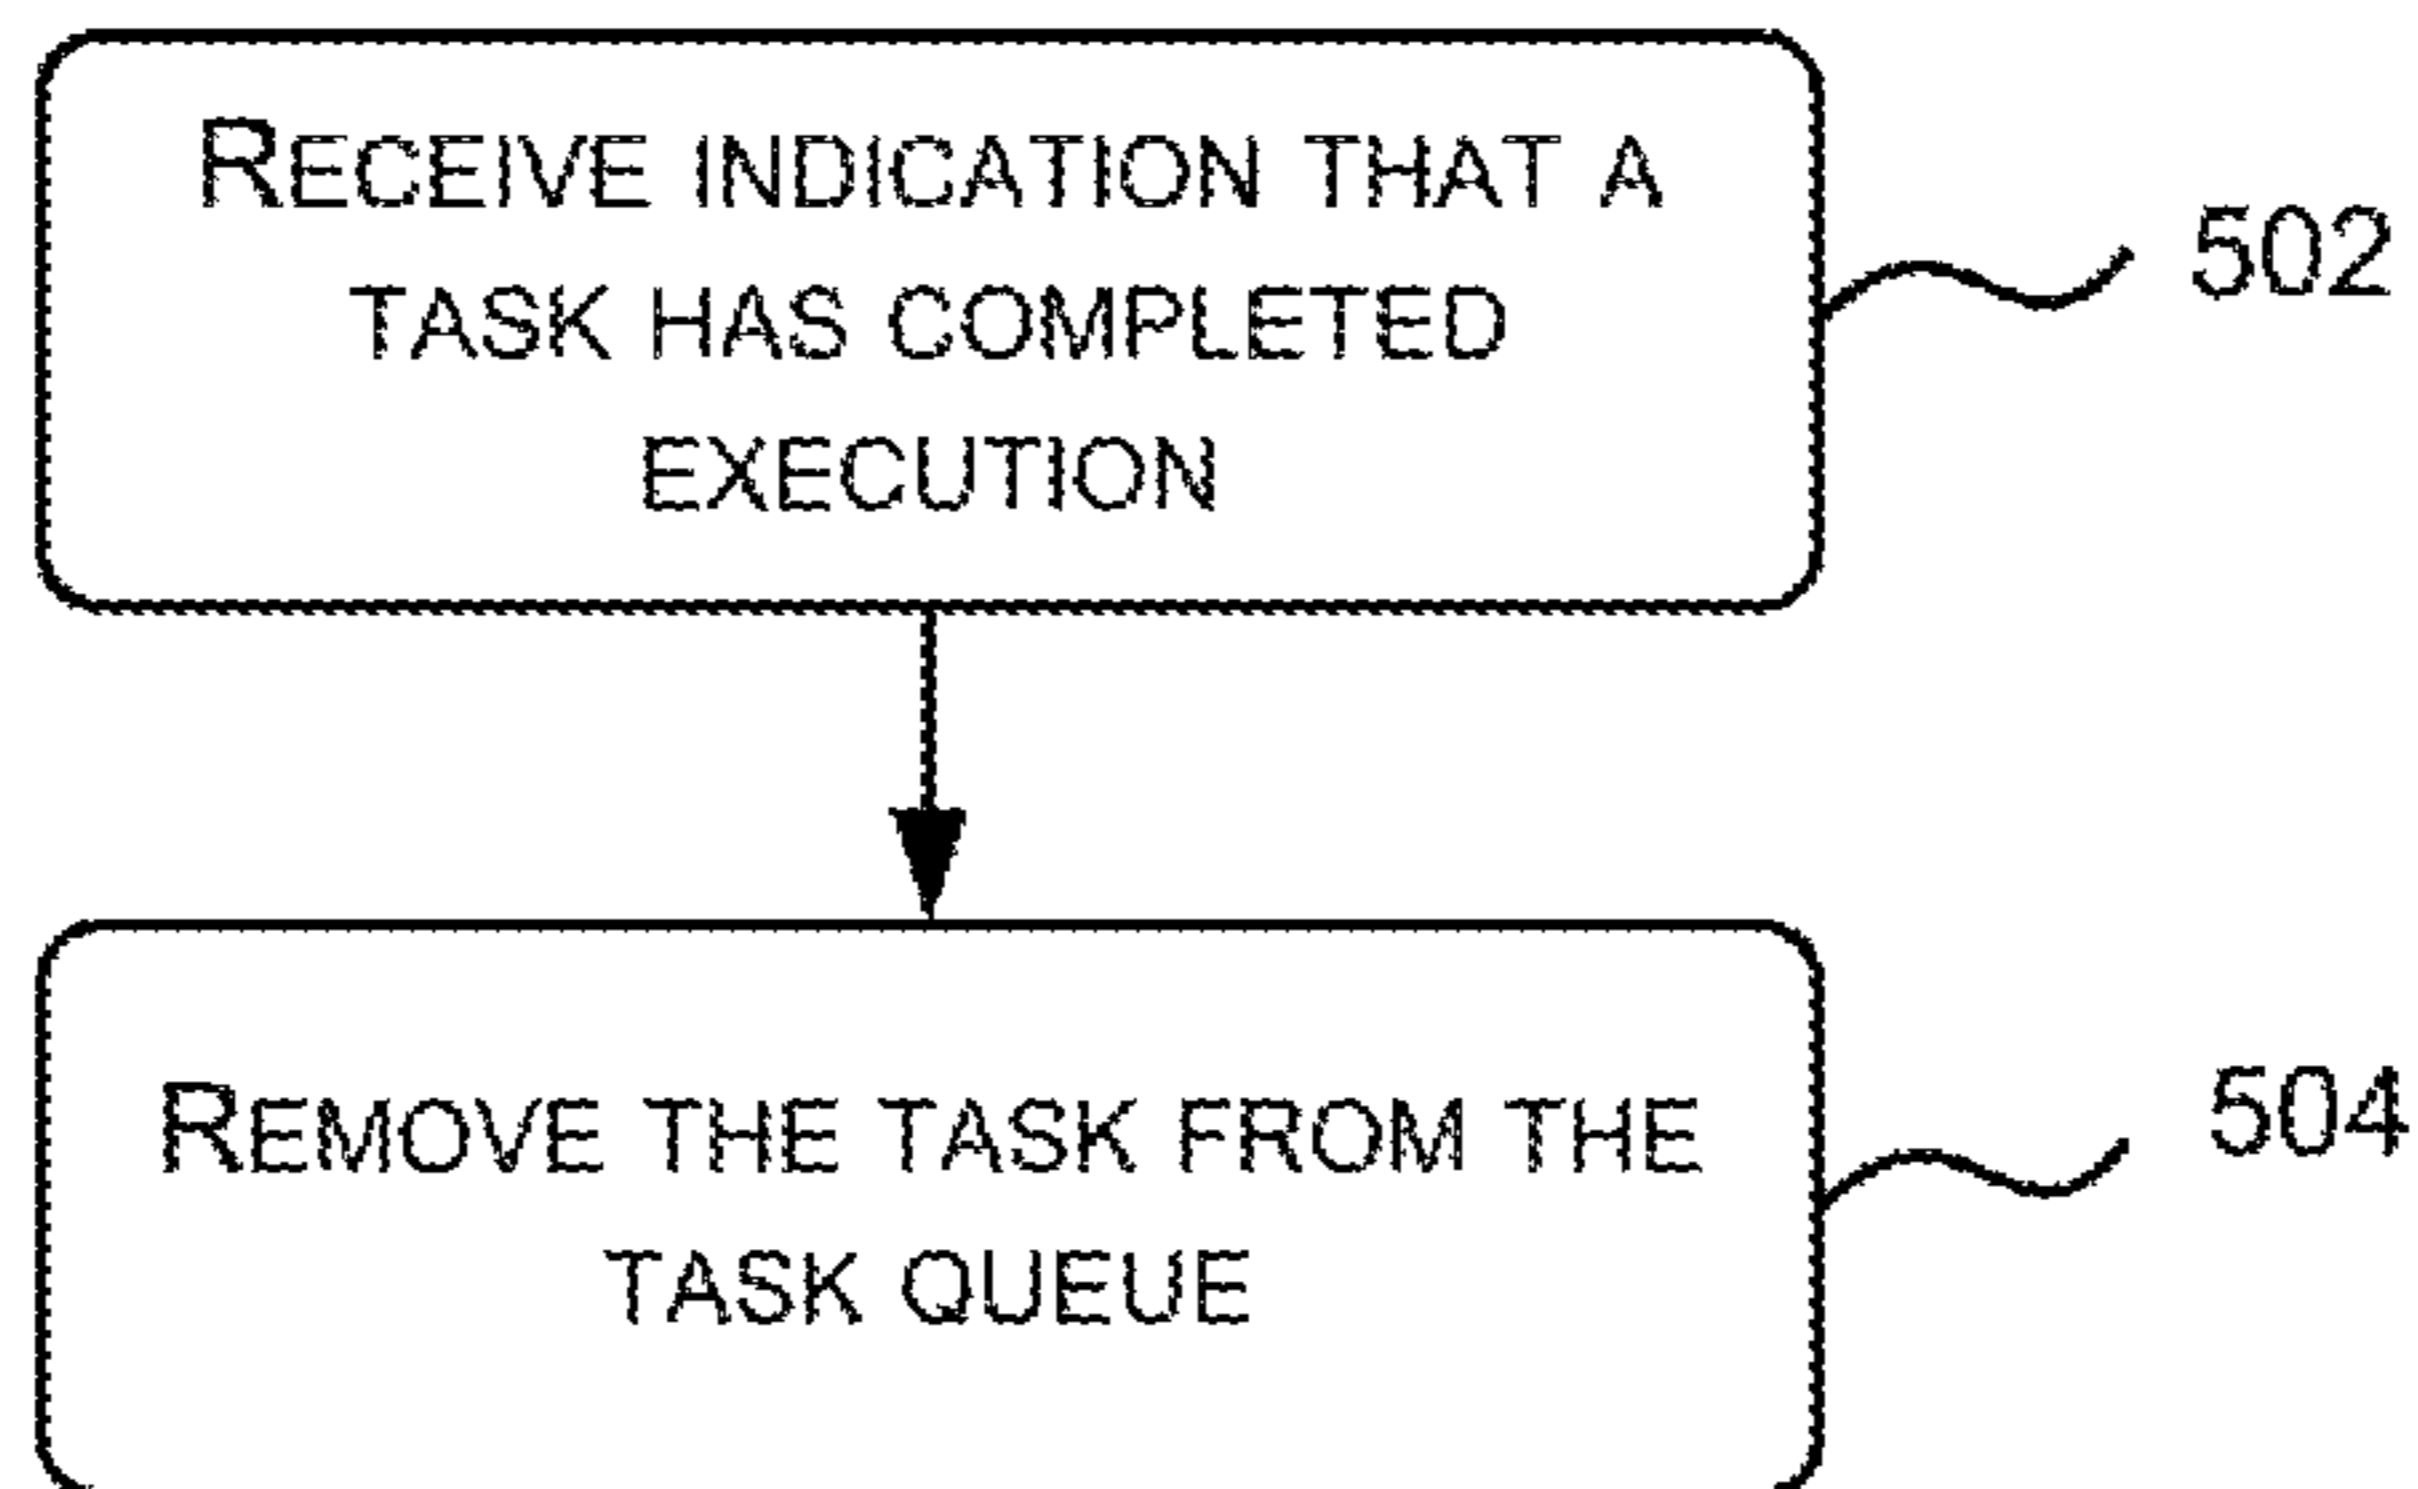 RECEIVE INDICATION THAT A
TASK HAS COMPLETED
EXECUTION
502
REMOVE THE TASK FROM THE
TASK QUEUE
504